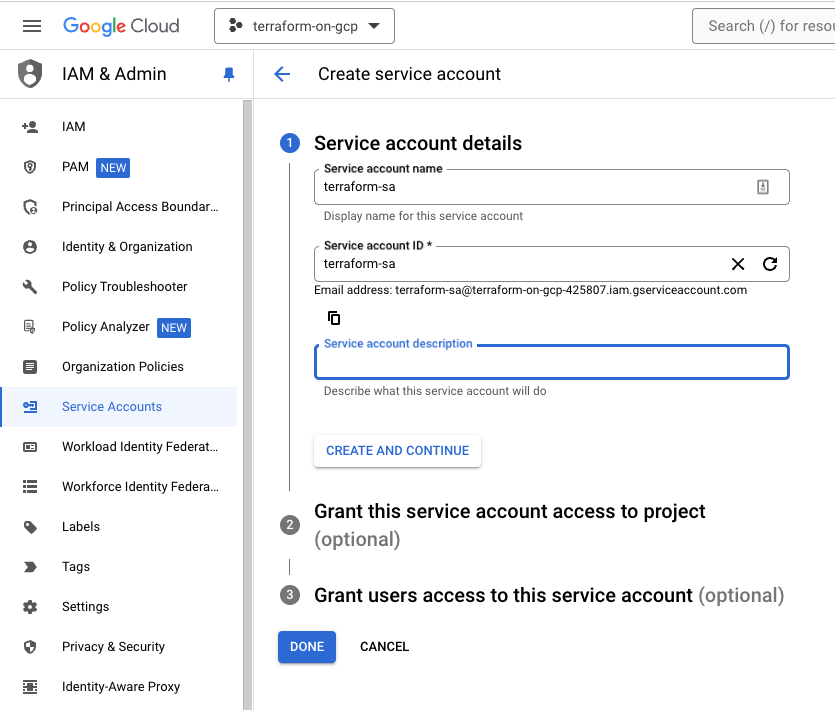 Google Cloud
terraform-on-gcp
Search (/) for resou
IAM & Admin
Create service account
IAM
PAM NEW
Principal Access Boundar...
Identity & Organization
Policy Troubleshooter
Policy Analyzer NEW
Organization Policies
Service Accounts
Workload Identity Federat...
Workforce Identity Federa...
Labels
Tags
Settings
Privacy & Security
Identity-Aware Proxy
1 Service account details
Service account name
terraform-sa
Display name for this service account
Service account ID *
terraform-sa
Email address: terraform-sa@terraform-on-gcp-425807.iam.gserviceaccount.com
Service account description
Describe what this service account will do
CREATE AND CONTINUE
2 Grant this service account access to project
(optional)
3 Grant users access to this service account (optional)
DONE CANCEL